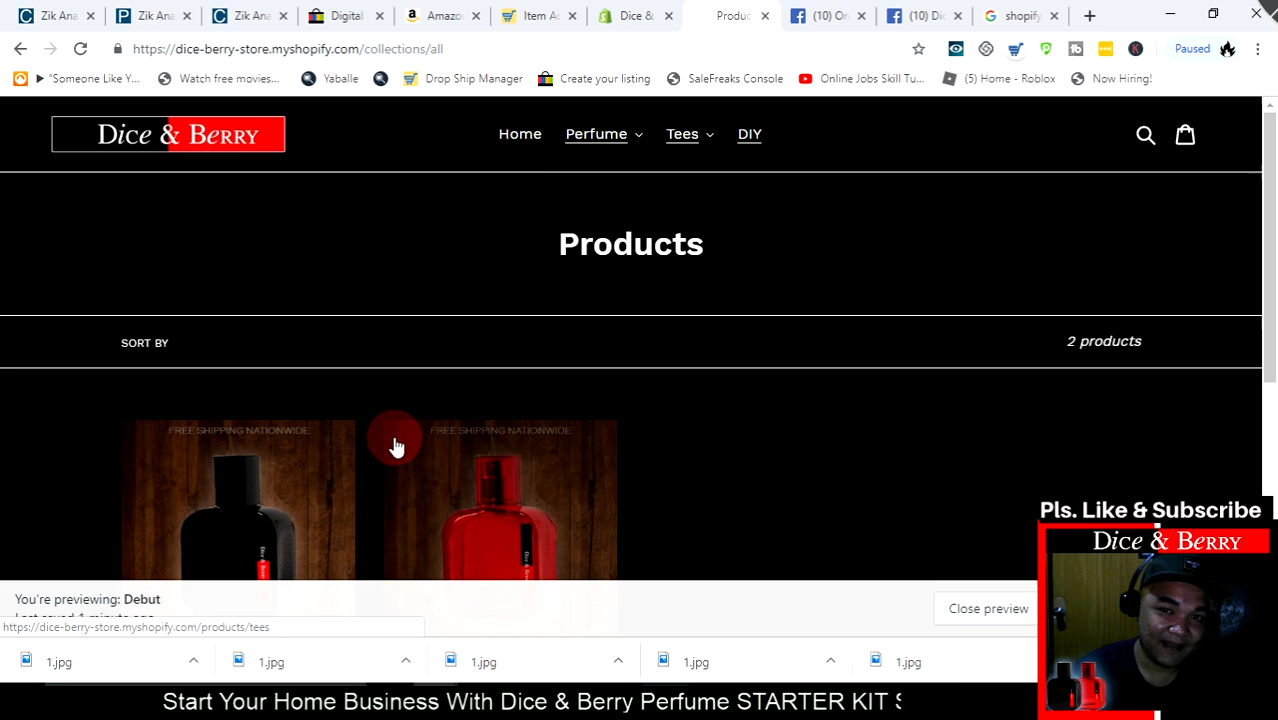 Zik Ana
Zik Ana
Zik Ana
Digital
Amazo
Item A
Dice &
Produc
(10) On
(10) Dic
shopify
https://dice-berry-store.myshopify.com/collections/all
Paused
"Someone Like Y...
Watch free movies...
Yaballe
Drop Ship Manager
Create your listing
SaleFreaks Console
Online Jobs Skill Tu...
(5) Home - Roblox
Now Hiring!
Dice & Berry
Home
Perfume
Tees
DIY
Products
SORT BY
2 products
FREE SHIPPING NATIONWIDE
FREE SHIPPING NATIONWIDE
Pls. Like & Subscribe
Dice & Berry
You're previewing: Debut
Last saved 1 minute ago
Close preview
https://dice-berry-store.myshopify.com/products/tees
1.jpg
1.jpg
1.jpg
1.jpg
1.jpg
Start Your Home Business With Dice & Berry Perfume STARTER KIT S